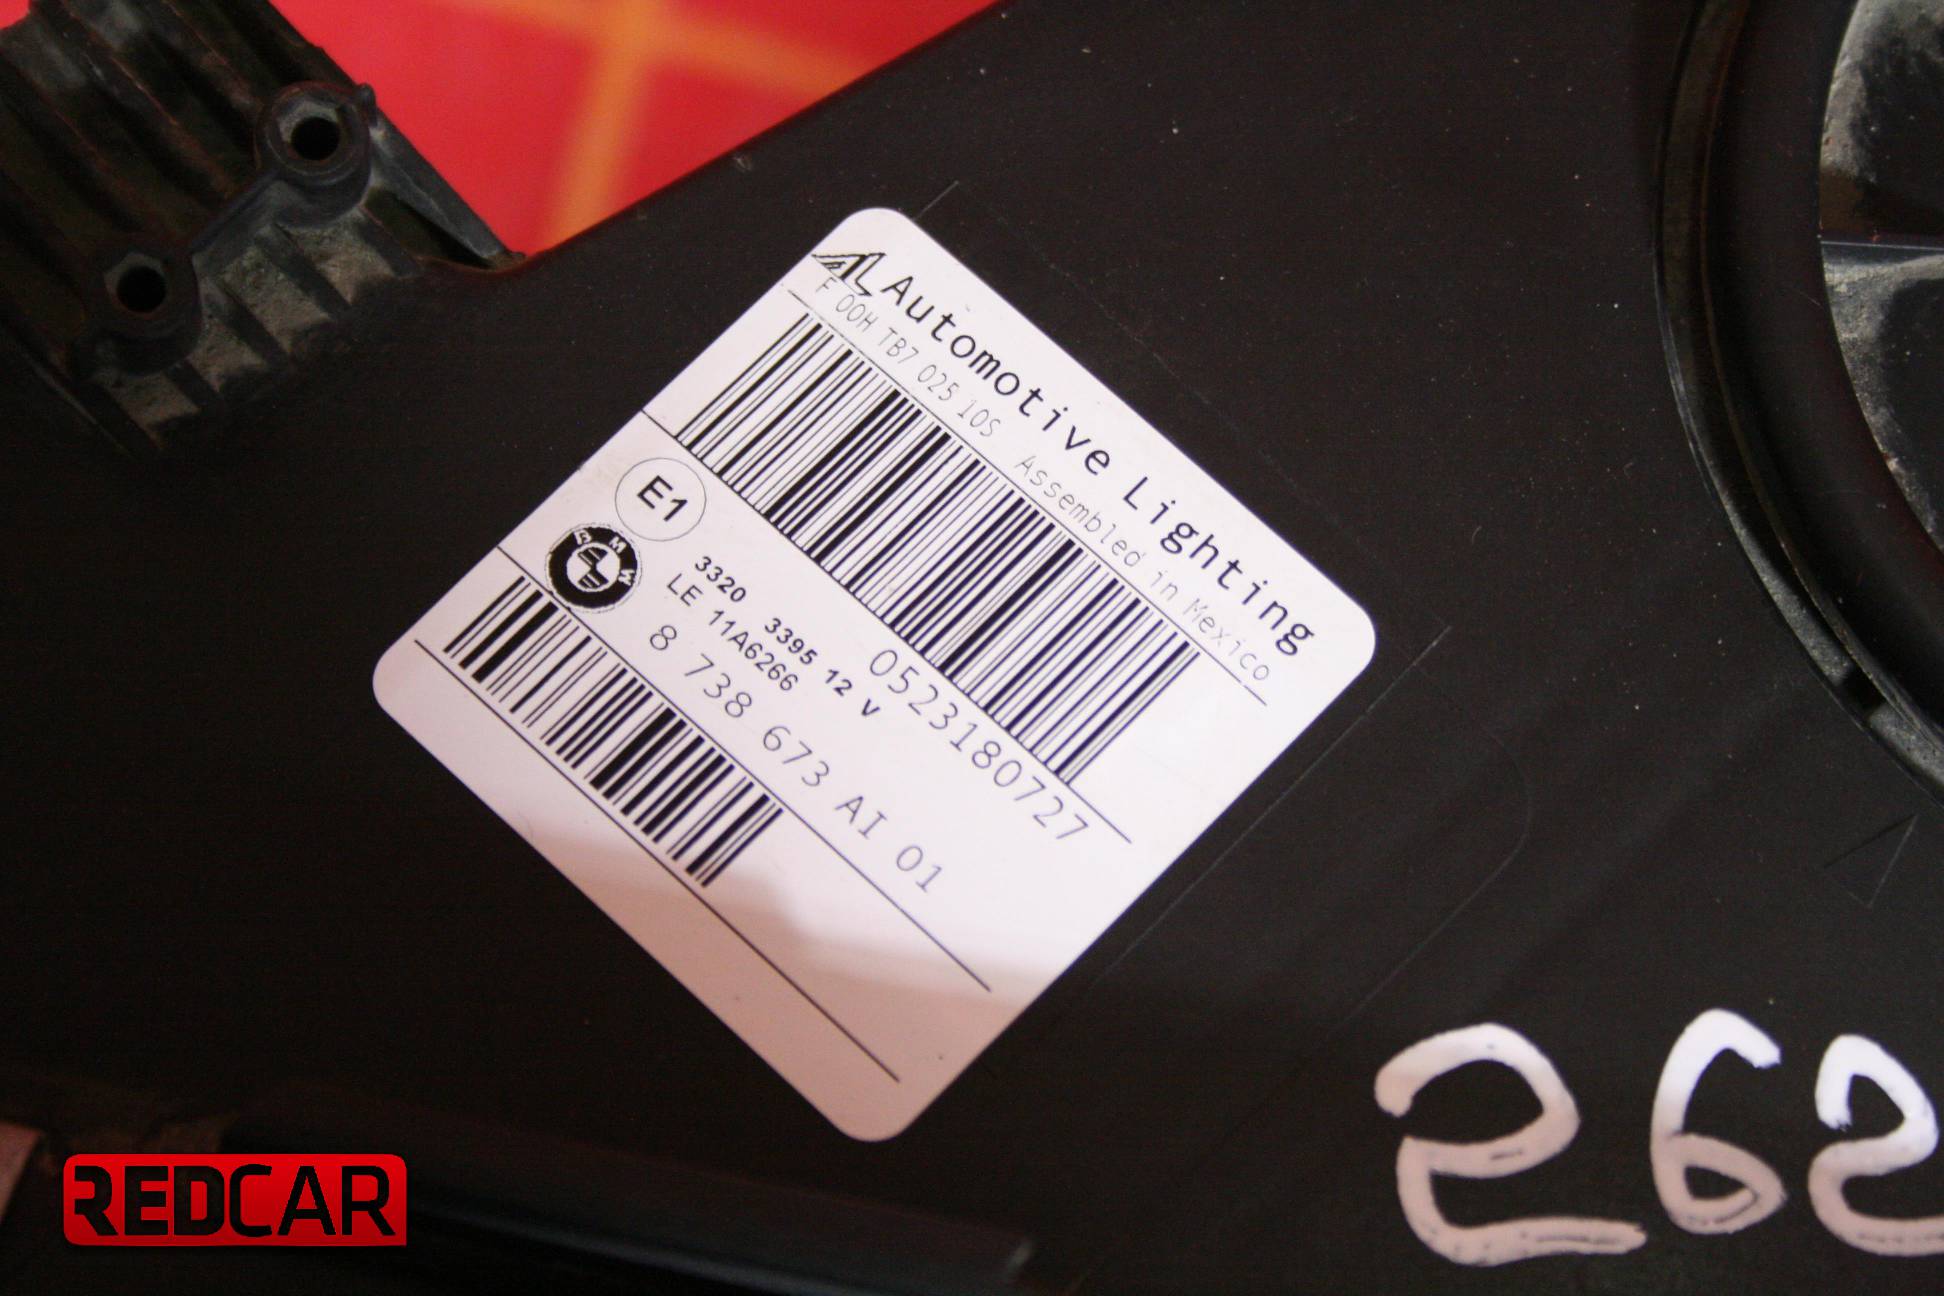 AL Automotive Lighting
F 00H TB7 025 10S Assembled in Mexico
0523180727
E1
3320 3395 12 V
LE 11A6266
BMW
8 738 673 AI 01
262
REDCAR